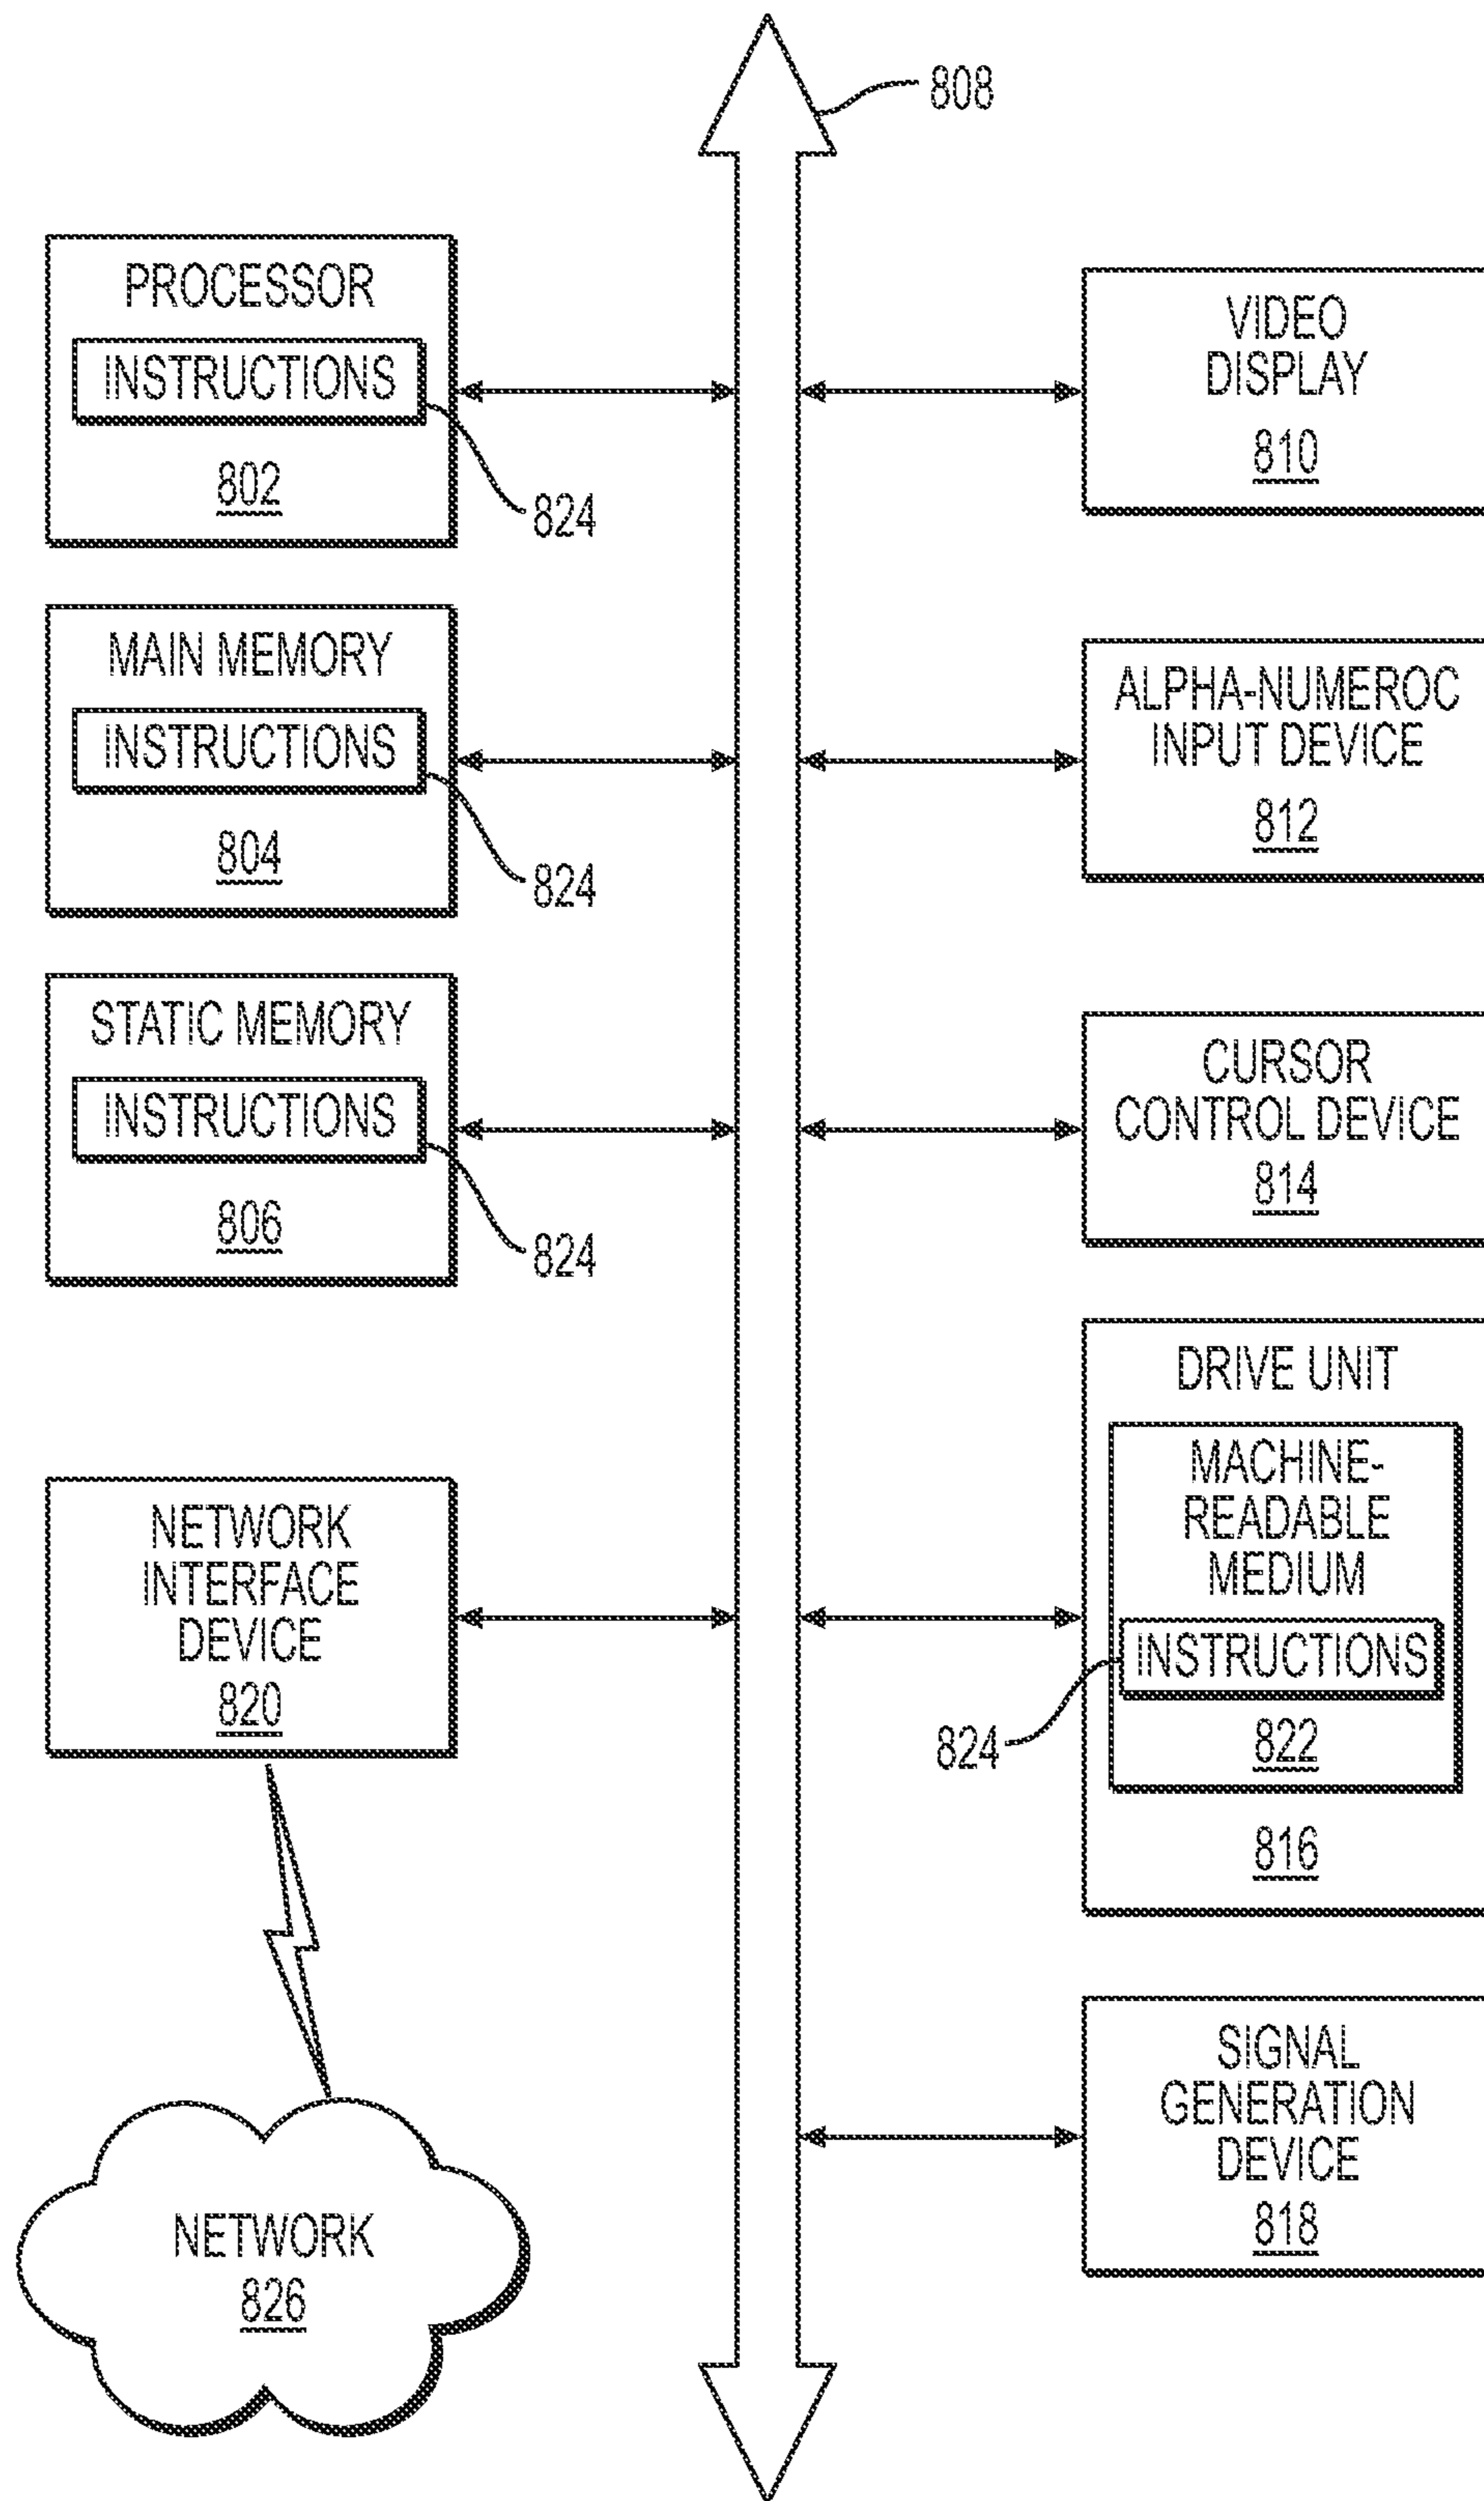 808
PROCESSOR
INSTRUCTIONS
802
824
MAIN MEMORY
INSTRUCTIONS
804
824
STATIC MEMORY
INSTRUCTIONS
806
824
NETWORK
INTERFACE
DEVICE
820
NETWORK
826
VIDEO
DISPLAY
810
ALPHA-NUMEROC
INPUT DEVICE
812
CURSOR
CONTROL DEVICE
814
DRIVE UNIT
MACHINE-
READABLE
MEDIUM
INSTRUCTIONS
824
822
816
SIGNAL
GENERATION
DEVICE
818